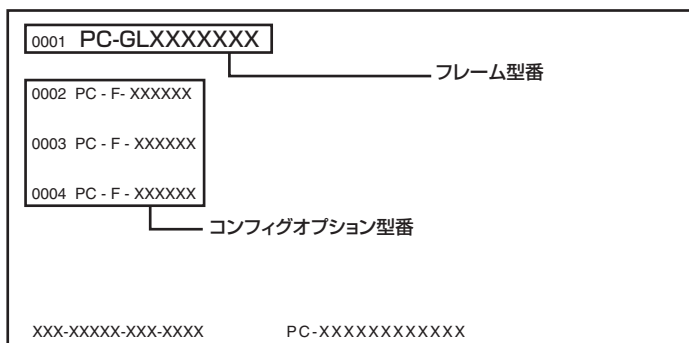 0001 PC-GLXXXXXXX
フレーム型番
0002 PC - F- XXXXXX
0003 PC - F - XXXXXX
0004 PC - F - XXXXXX
コンフィグオプション型番
XXX-XXXXX-XXX-XXXX PC-XXXXXXXXXXXX